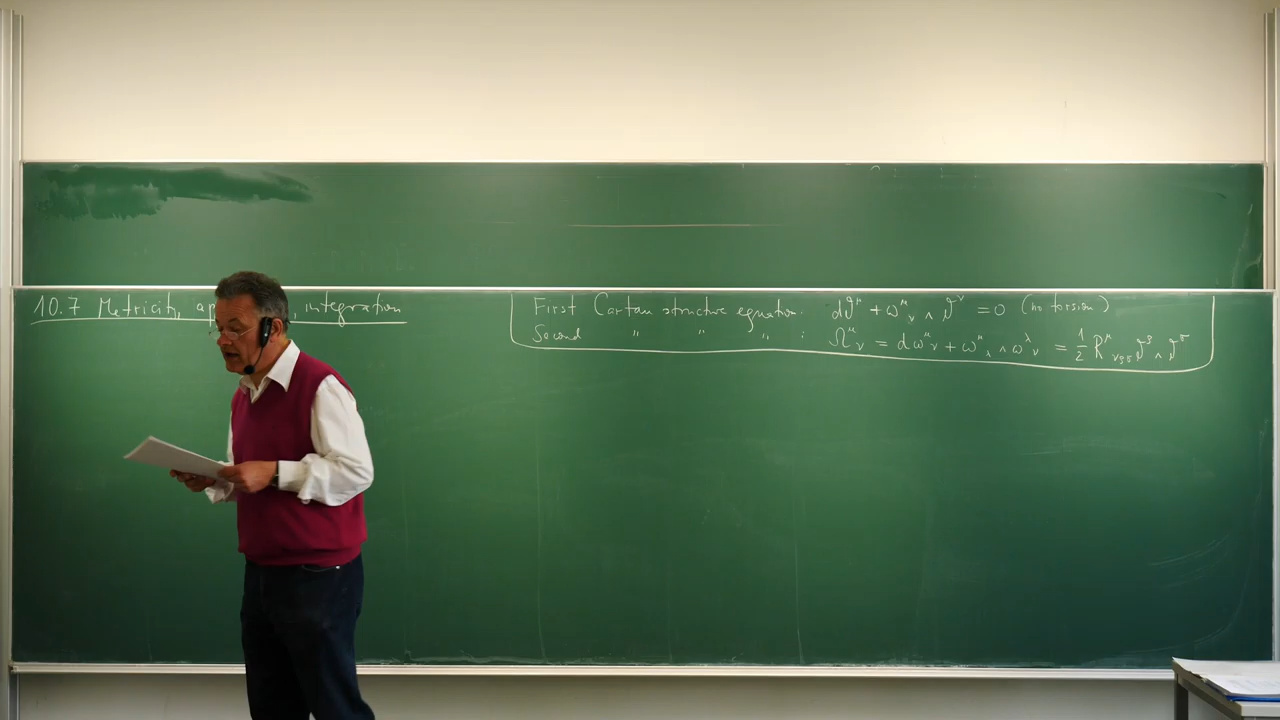 10.7 Metricity, , integration
First Cartan structure equation: dϑ^μ + ω^μ_ν ∧ ϑ^ν = 0 (no torsion)
Second " " " : Ω^μ_ν = dω^μ_ν + ω^μ_λ ∧ ω^λ_ν = 1/2 R^μ_νρσ ϑ^ρ ∧ ϑ^σ